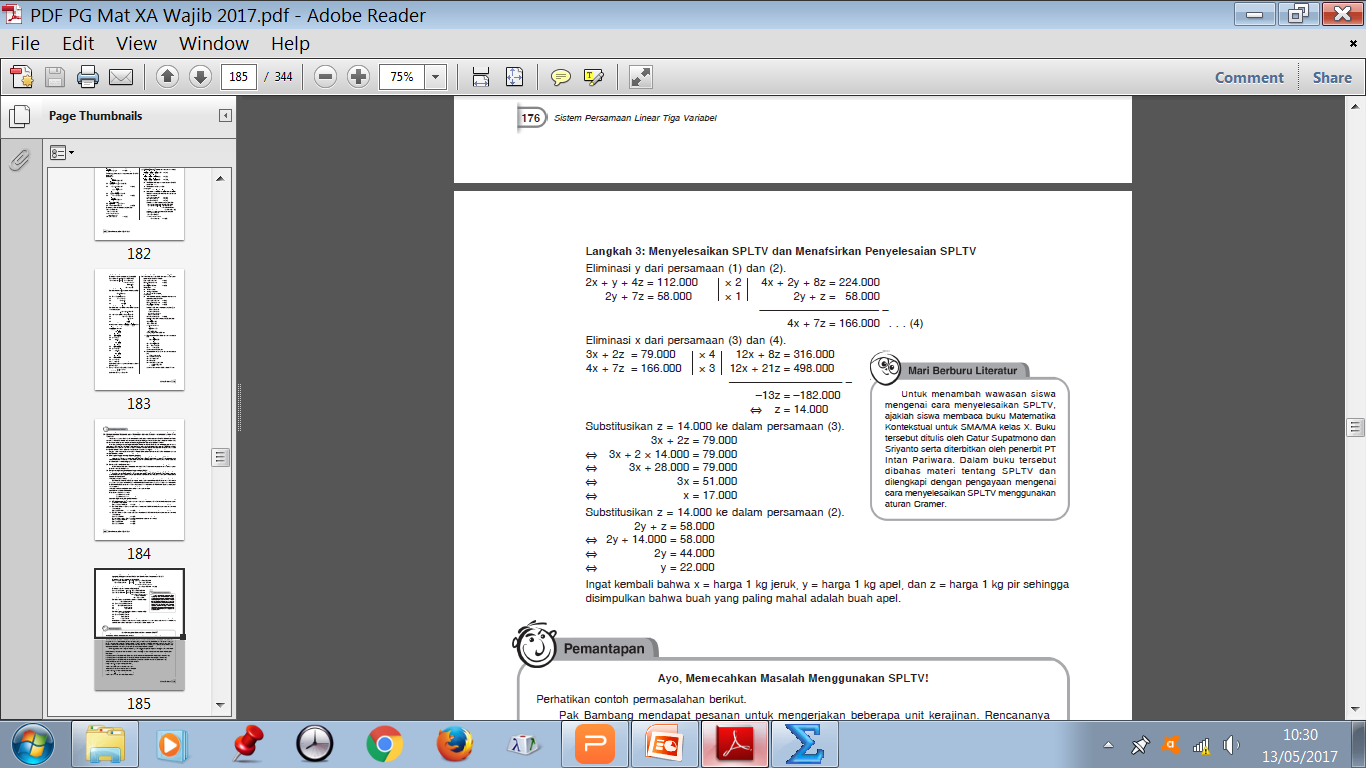 PDF PG Mat XA Wajib 2017.pdf - Adobe Reader
File Edit View Window Help
185 / 344 75% Comment Share
Page Thumbnails
182
183
184
185
176 Sistem Persamaan Linear Tiga Variabel
Langkah 3: Menyelesaikan SPLTV dan Menafsirkan Penyelesaian SPLTV
Eliminasi y dari persamaan (1) dan (2).
2x + y + 4z = 112.000 × 2 4x + 2y + 8z = 224.000
2y + 7z = 58.000 × 1 2y + z = 58.000
–
4x + 7z = 166.000 . . . (4)
Eliminasi x dari persamaan (3) dan (4).
3x + 2z = 79.000 × 4 12x + 8z = 316.000
4x + 7z = 166.000 × 3 12x + 21z = 498.000
–
–13z = –182.000
⇔ z = 14.000
Substitusikan z = 14.000 ke dalam persamaan (3).
3x + 2z = 79.000
⇔ 3x + 2 × 14.000 = 79.000
⇔ 3x + 28.000 = 79.000
⇔ 3x = 51.000
⇔ x = 17.000
Substitusikan z = 14.000 ke dalam persamaan (2).
2y + z = 58.000
⇔ 2y + 14.000 = 58.000
⇔ 2y = 44.000
⇔ y = 22.000
Ingat kembali bahwa x = harga 1 kg jeruk, y = harga 1 kg apel, dan z = harga 1 kg pir sehingga
disimpulkan bahwa buah yang paling mahal adalah buah apel.
Mari Berburu Literatur
Untuk menambah wawasan siswa
mengenai cara menyelesaikan SPLTV,
ajaklah siswa membaca buku Matematika
Kontekstual untuk SMA/MA kelas X. Buku
tersebut ditulis oleh Gatur Supatmono dan
Sriyanto serta diterbitkan oleh penerbit PT
Intan Pariwara. Dalam buku tersebut
dibahas materi tentang SPLTV dan
dilengkapi dengan pengayaan mengenai
cara menyelesaikan SPLTV menggunakan
aturan Cramer.
Pemantapan
Ayo, Memecahkan Masalah Menggunakan SPLTV!
Perhatikan contoh permasalahan berikut.
Pak Bambang mendapat pesanan untuk mengerjakan beberapa unit kerajinan. Rencananya
10:30
13/05/2017